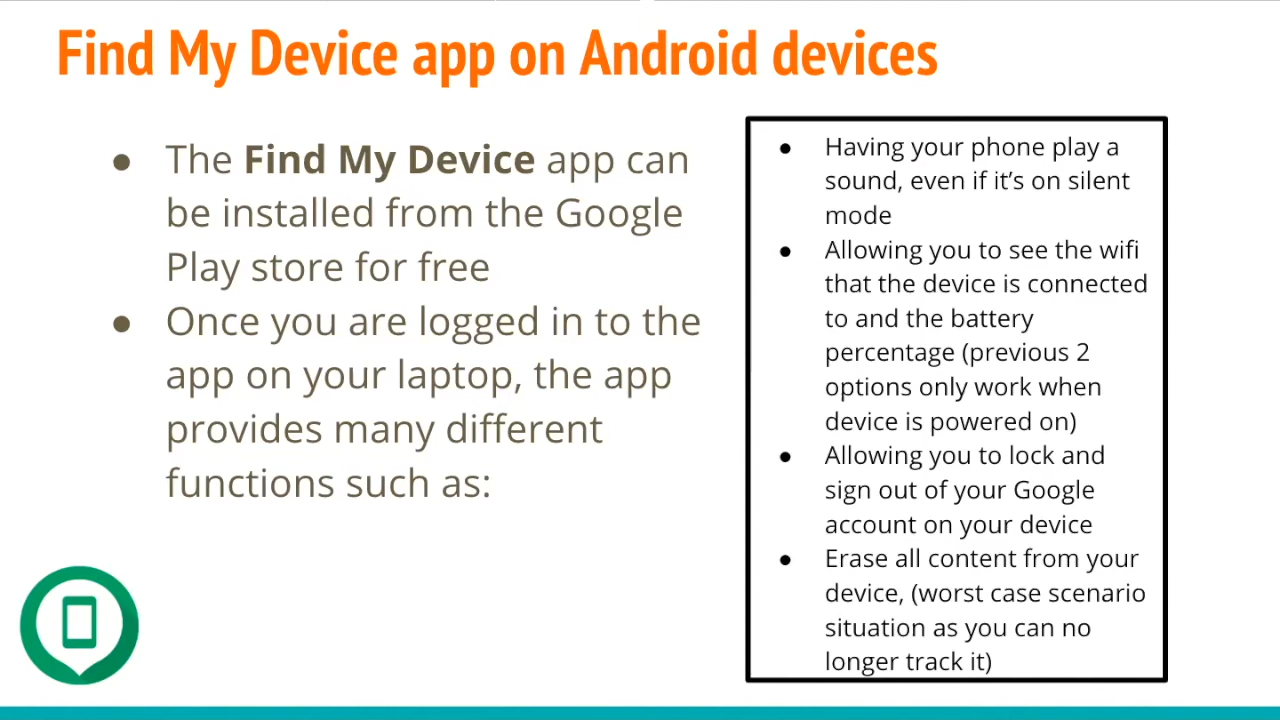 Find My Device app on Android devices
● The Find My Device app can
be installed from the Google
Play store for free
● Once you are logged in to the
app on your laptop, the app
provides many different
functions such as:
● Having your phone play a
sound, even if it’s on silent
mode
● Allowing you to see the wifi
that the device is connected
to and the battery
percentage (previous 2
options only work when
device is powered on)
● Allowing you to lock and
sign out of your Google
account on your device
● Erase all content from your
device, (worst case scenario
situation as you can no
longer track it)